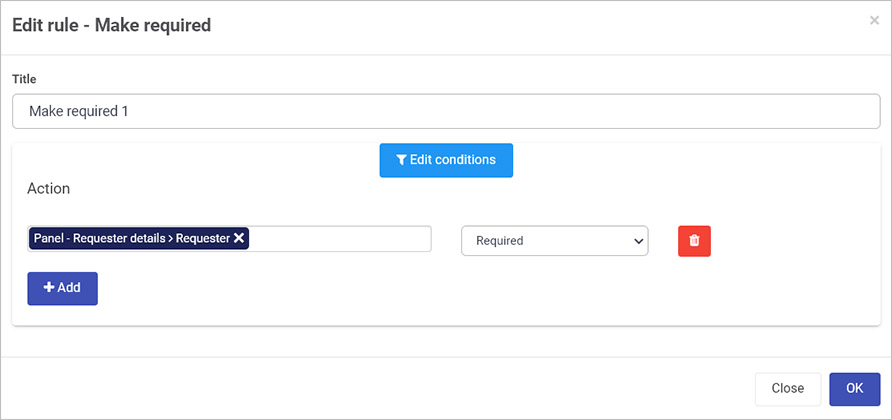 Edit rule - Make required
×
Title
Make required 1
Edit conditions
Action
Panel - Requester details > Requester
Required
Add
Close OK